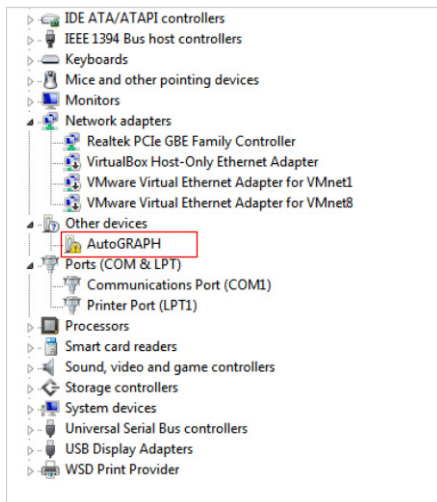 IDE ATA/ATAPI controllers
IEEE 1394 Bus host controllers
Keyboards
Mice and other pointing devices
Monitors
Network adapters
Realtek PCIe GBE Family Controller
VirtualBox Host-Only Ethernet Adapter
VMware Virtual Ethernet Adapter for VMnet1
VMware Virtual Ethernet Adapter for VMnet8
Other devices
AutoGRAPH
Ports (COM & LPT)
Communications Port (COM1)
Printer Port (LPT1)
Processors
Smart card readers
Sound, video and game controllers
Storage controllers
System devices
Universal Serial Bus controllers
USB Display Adapters
WSD Print Provider